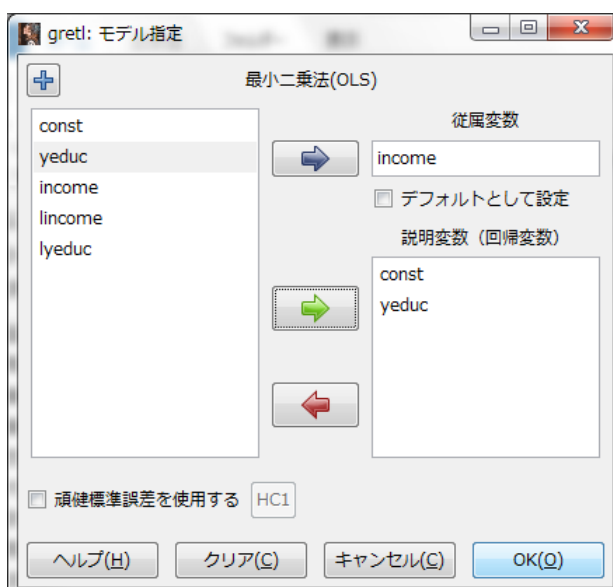 gretl: モデル指定
最小二乗法(OLS)
const
yeduc
income
lincome
lyeduc
従属変数
income
デフォルトとして設定
説明変数（回帰変数）
const
yeduc
頑健標準誤差を使用する
HC1
ヘルプ(H)
クリア(C)
キャンセル(C)
OK(O)